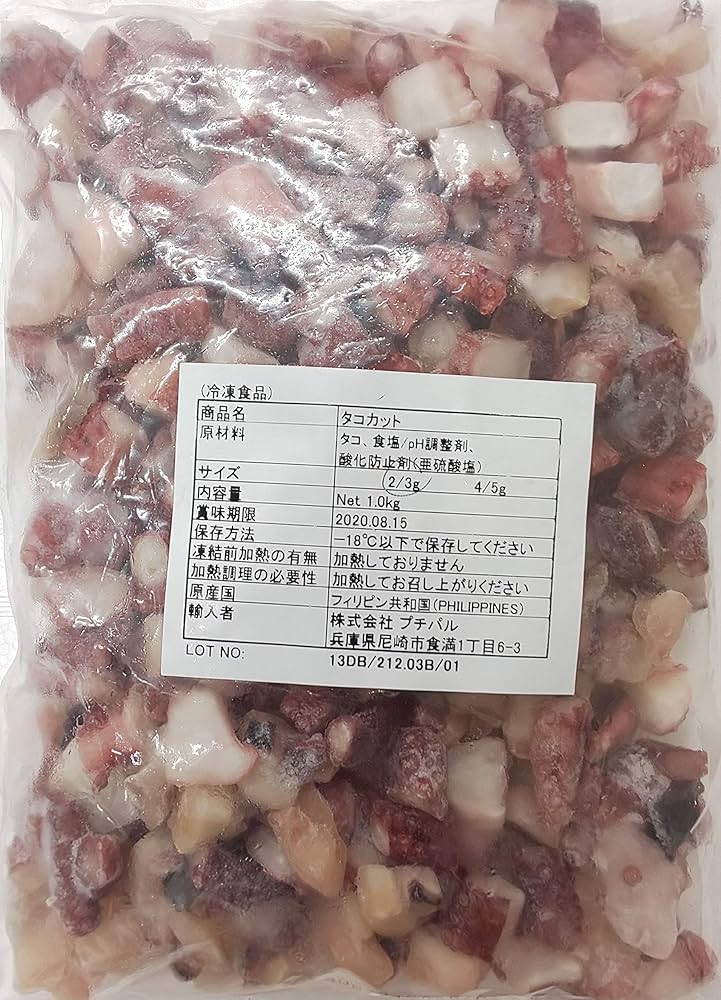 (冷凍食品)
商品名 タコカット
原材料 タコ、食塩/pH調整剤、
酸化防止剤(亜硫酸塩)
サイズ 2/3g/ 4/5g
内容量 Net 1.0kg
賞味期限 2020.08.15
保存方法 −18℃以下で保存してください
凍結前加熱の有無 加熱しておりません
加熱調理の必要性 加熱してお召し上がりください
原産国 フィリピン共和国(PHILIPPINES)
輸入者 株式会社 プチパル
兵庫県尼崎市食満1丁目6-3
LOT NO: 13DB/212.03B/01